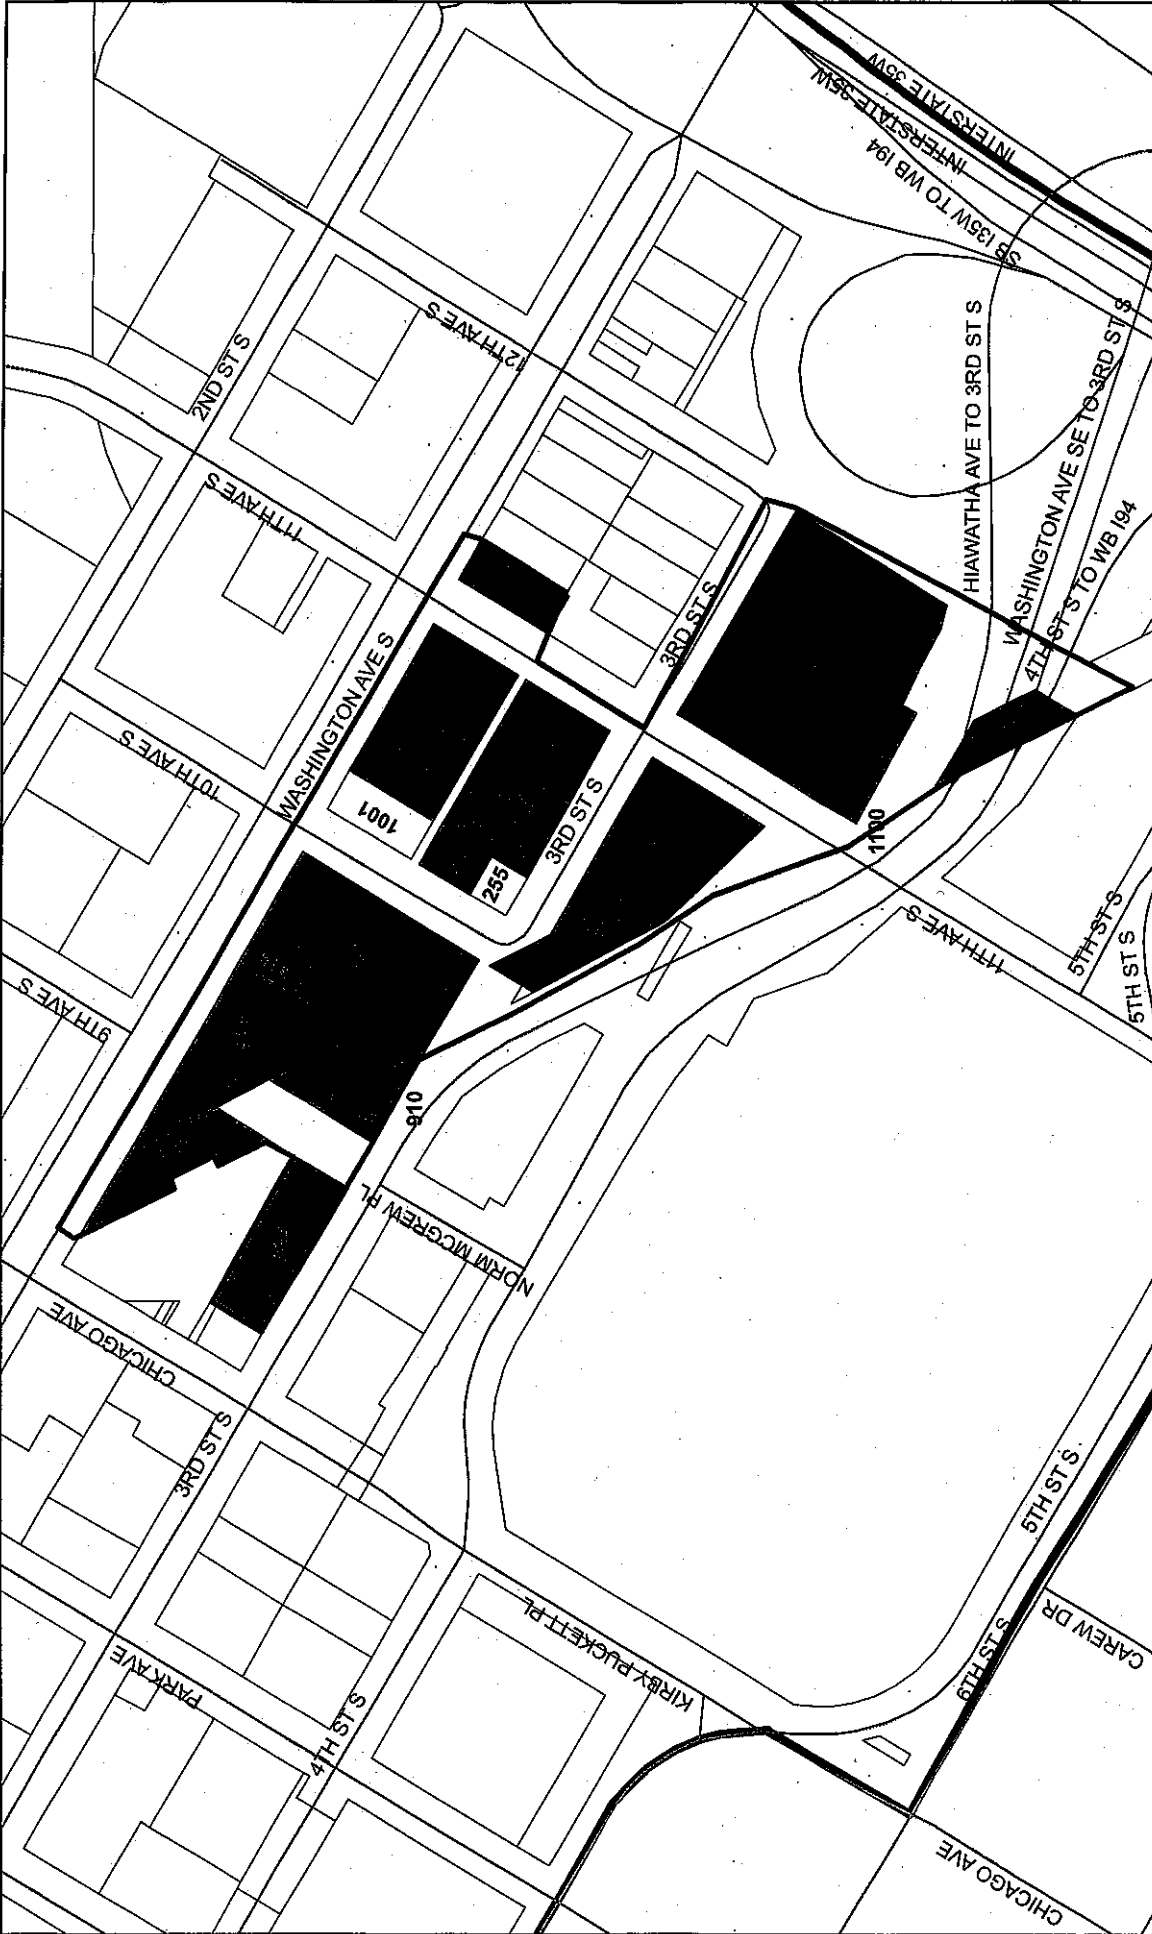 INTERSTATE 35W
INTERSTATE 35W
SB I35W TO WB I94
2ND ST S
12TH AVE S
11TH AVE S
HIAWATHA AVE TO 3RD ST S
WASHINGTON AVE SE TO 3RD ST S
4TH ST S TO WB I94
3RD ST S
WASHINGTON AVE S
10TH AVE S
1001
3RD ST S
255
1100
9TH AVE S
11TH AVE S
5TH ST S
5TH ST S
910
NORM MCGREW PL
CHICAGO AVE
3RD ST S
5TH ST S
KIRBY PUCKETT PL
PARK AVE
4TH ST S
6TH ST S
CAREW DR
CHICAGO AVE